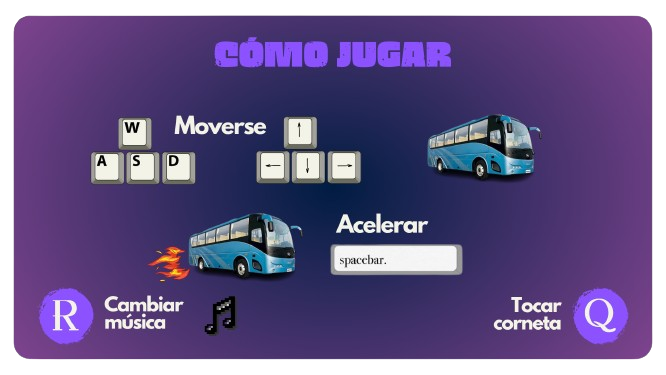 CÓMO JUGAR
W
Moverse
↑
A S D
← ↓ →
Acelerar
spacebar.
R
Cambiar
música
Tocar
corneta
Q